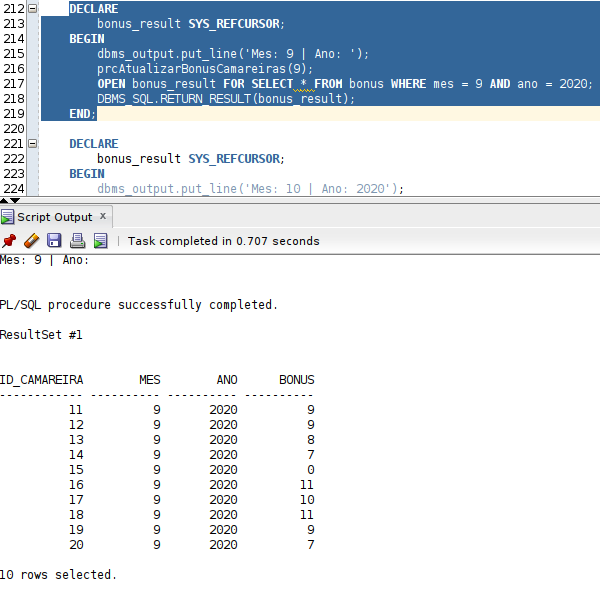 212 DECLARE
213 bonus_result SYS_REFCURSOR;
214 BEGIN
215 dbms_output.put_line('Mes: 9 | Ano: ');
216 prcAtualizarBonusCamareiras(9);
217 OPEN bonus_result FOR SELECT * FROM bonus WHERE mes = 9 AND ano = 2020;
218 DBMS_SQL.RETURN_RESULT(bonus_result);
219 END;
220
221 DECLARE
222 bonus_result SYS_REFCURSOR;
223 BEGIN
224 dbms_output.put_line('Mes: 10 | Ano: 2020');
Script Output x
Task completed in 0.707 seconds
Mes: 9 | Ano:
PL/SQL procedure successfully completed.
ResultSet #1
ID_CAMAREIRA MES ANO BONUS
------------ ---------- ---------- ----------
11 9 2020 9
12 9 2020 9
13 9 2020 8
14 9 2020 7
15 9 2020 0
16 9 2020 11
17 9 2020 10
18 9 2020 11
19 9 2020 9
20 9 2020 7
10 rows selected.